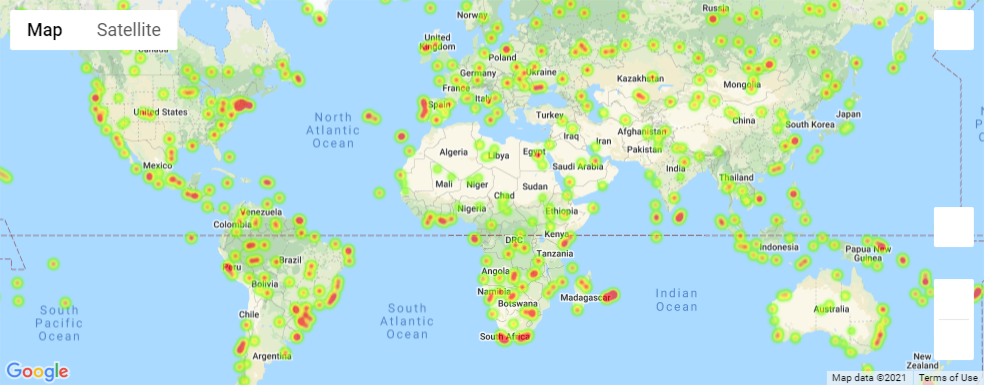 Map Satellite
Norway
Russia
Canada
United
Kingdom
Poland
Germany
Ukraine
Kazakhstan
Mongolia
France
Italy
Spain
United States
North
Atlantic
Ocean
Turkey
China
Japan
South Korea
Iraq
Iran
Afghanistan
Pakistan
Algeria
Libya
Egypt
Saudi Arabia
India
Mexico
Mali
Niger
Chad
Sudan
Thailand
Nigeria
Ethiopia
Venezuela
Colombia
DRC
Kenya
Indonesia
Papua New
Guinea
Tanzania
Brazil
Peru
Angola
Bolivia
Namibia
Botswana
Madagascar
Indian
Ocean
South
Pacific
Ocean
South
Atlantic
Ocean
Australia
Chile
South Africa
Argentina
New
Zealand
P
Google
Map data ©2021
Terms of Use